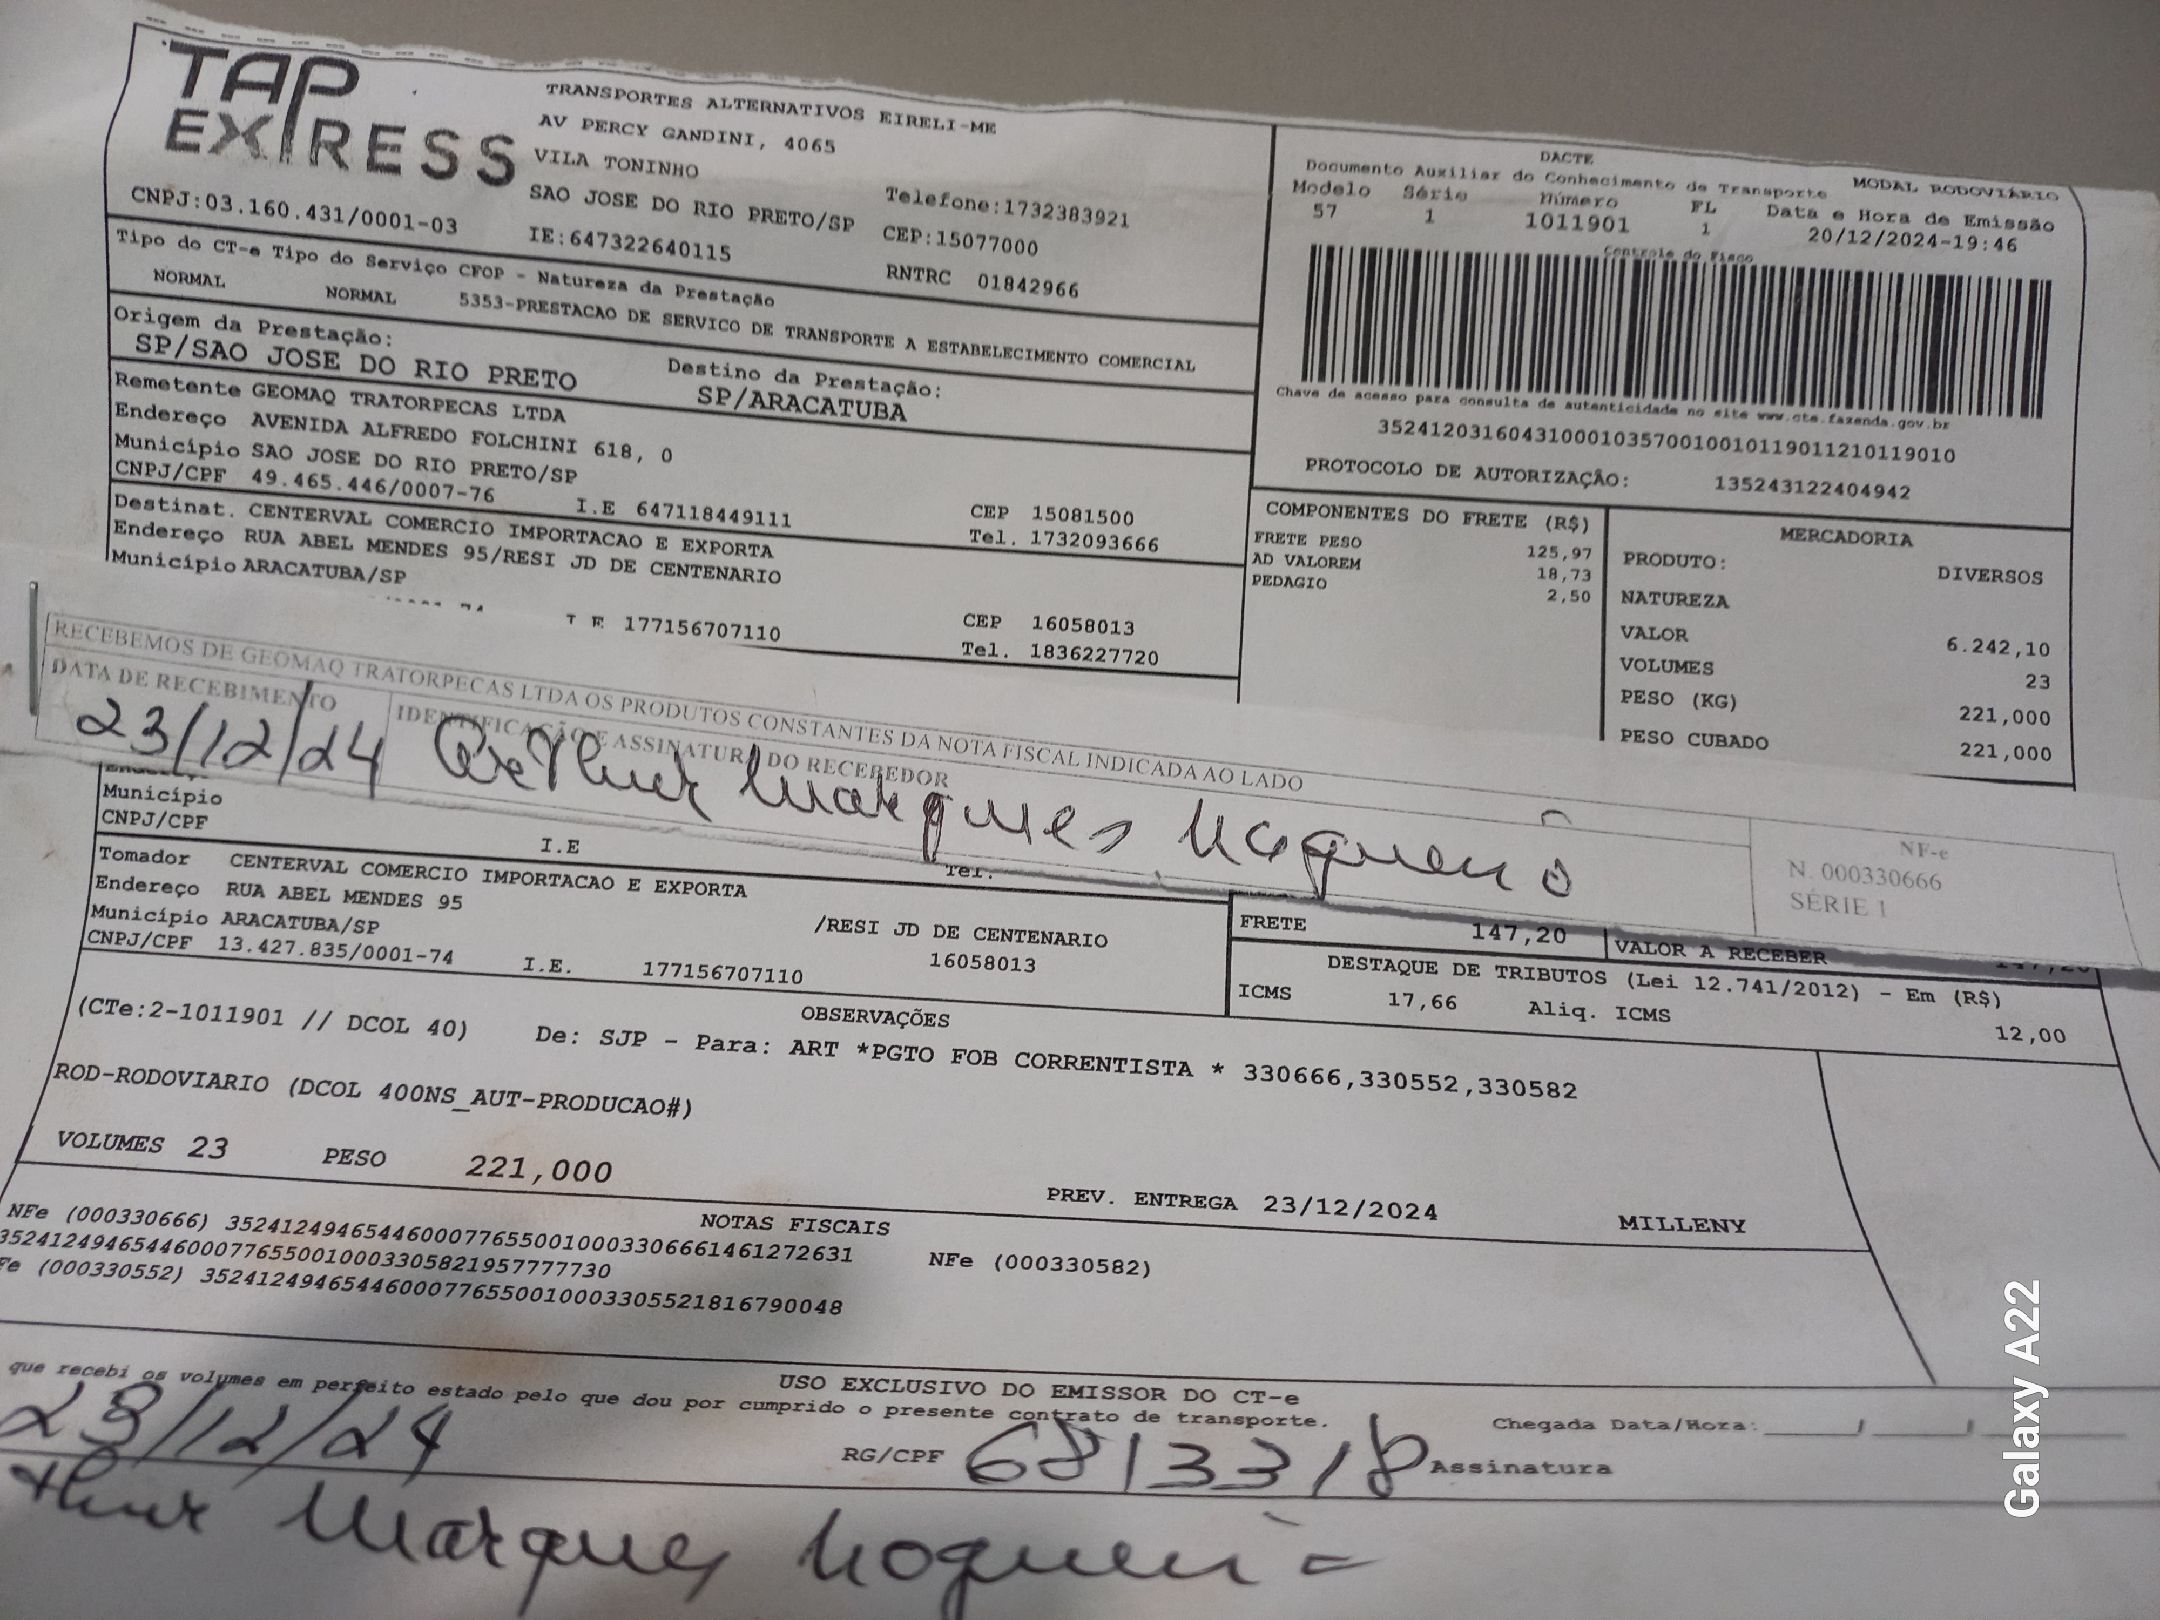 TAP
EXPRESS
CNPJ:03.160.431/0001-03
TRANSPORTES ALTERNATIVOS EIRELI-ME
AV PERCY GANDINI, 4065
VILA TONINHO
SAO JOSE DO RIO PRETO/SP Telefone:1732383921
IE:647322640115 CEP:15077000
RNTRC 01842966
DACTE
Documento Auxiliar do Conhecimento de Transporte MODAL RODOVIÁRIO
Modelo Série Número FL Data e Hora de Emissão
57 1 1011901 1 20/12/2024-19:46
Controle do Fisco
Chave de acesso para consulta de autenticidade no site www.cte.fazenda.gov.br
35241203160431000103570010010119011210119010
PROTOCOLO DE AUTORIZAÇÃO: 135243122404942
Tipo do CT-e Tipo do Serviço CFOP - Natureza da Prestação
NORMAL NORMAL 5353-PRESTACAO DE SERVICO DE TRANSPORTE A ESTABELECIMENTO COMERCIAL
Origem da Prestação: Destino da Prestação:
SP/SAO JOSE DO RIO PRETO SP/ARACATUBA
Remetente GEOMAQ TRATORPECAS LTDA
Endereço AVENIDA ALFREDO FOLCHINI 618, 0
Município SAO JOSE DO RIO PRETO/SP CEP 15081500
CNPJ/CPF 49.465.446/0007-76 I.E 647118449111 Tel. 1732093666
Destinat. CENTERVAL COMERCIO IMPORTACAO E EXPORTA
Endereço RUA ABEL MENDES 95/RESI JD DE CENTENARIO
Município ARACATUBA/SP CEP 16058013
177156707110 Tel. 1836227720
COMPONENTES DO FRETE (R$)
FRETE PESO 125,97
AD VALOREM 18,73
PEDAGIO 2,50
MERCADORIA
PRODUTO: DIVERSOS
NATUREZA
VALOR 6.242,10
VOLUMES 23
PESO (KG) 221,000
PESO CUBADO 221,000
RECEBEMOS DE GEOMAQ TRATORPECAS LTDA OS PRODUTOS CONSTANTES DA NOTA FISCAL INDICADA AO LADO
DATA DE RECEBIMENTO IDENTIFICAÇÃO E ASSINATURA DO RECEBEDOR
23/12/24 Arthur Marques Nogueira
NF-e
N. 000330666
SÉRIE 1
Município
CNPJ/CPF I.E Tel.
Tomador CENTERVAL COMERCIO IMPORTACAO E EXPORTA
Endereço RUA ABEL MENDES 95 /RESI JD DE CENTENARIO
Município ARACATUBA/SP 16058013
CNPJ/CPF 13.427.835/0001-74 I.E. 177156707110
FRETE 147,20 VALOR A RECEBER
DESTAQUE DE TRIBUTOS (Lei 12.741/2012) - Em (R$)
ICMS 17,66 Aliq. ICMS 12,00
OBSERVAÇÕES
(CTe:2-1011901 // DCOL 40) De: SJP - Para: ART *PGTO FOB CORRENTISTA * 330666,330552,330582
ROD-RODOVIARIO (DCOL 400NS_AUT-PRODUCAO#)
VOLUMES 23 PESO 221,000 PREV. ENTREGA 23/12/2024 MILLENY
NOTAS FISCAIS
NFe (000330666) 35241249465446000776550010003306661461272631 NFe (000330582)
35241249465446000776550010003305821957777730
Fe (000330552) 35241249465446000776550010003305521816790048
USO EXCLUSIVO DO EMISSOR DO CT-e
que recebi os volumes em perfeito estado pelo que dou por cumprido o presente contrato de transporte. Chegada Data/Hora: / /
23/12/24 RG/CPF 6813318 Assinatura
thur Marques Nogueira
Galaxy A22